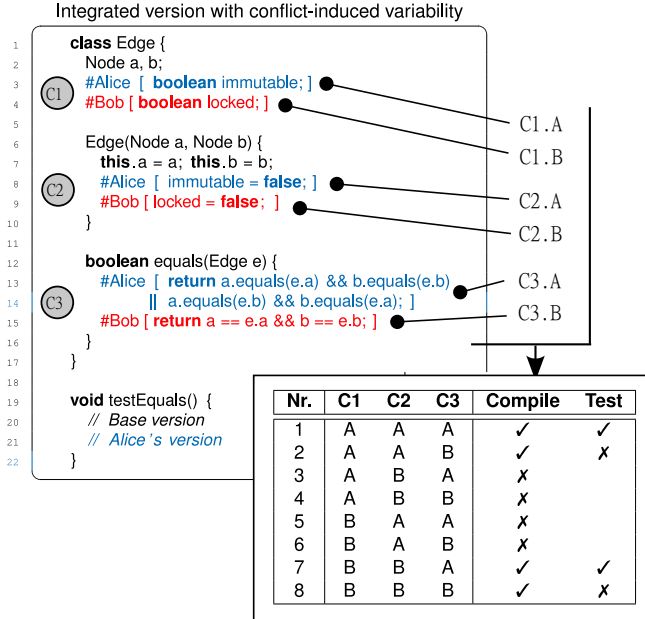 Integrated version with conflict-induced variability
1 class Edge {
2 Node a, b;
3 #Alice [ boolean immutable; ]
4 #Bob [ boolean locked; ]
C1
5
6 Edge(Node a, Node b) {
7 this.a = a; this.b = b;
8 #Alice [ immutable = false; ]
9 #Bob [ locked = false; ]
C2
10 }
11
12 boolean equals(Edge e) {
13 #Alice [ return a.equals(e.a) && b.equals(e.b)
14 || a.equals(e.b) && b.equals(e.a); ]
C3
15 #Bob [ return a == e.a && b == e.b; ]
16 }
17 }
18
19 void testEquals() {
20 // Base version
21 // Alice's version
22 }
C1.A
C1.B
C2.A
C2.B
C3.A
C3.B
Nr. C1 C2 C3 Compile Test
1 A A A ✓ ✓
2 A A B ✓ ✗
3 A B A ✗
4 A B B ✗
5 B A A ✗
6 B A B ✗
7 B B A ✓ ✓
8 B B B ✓ ✗